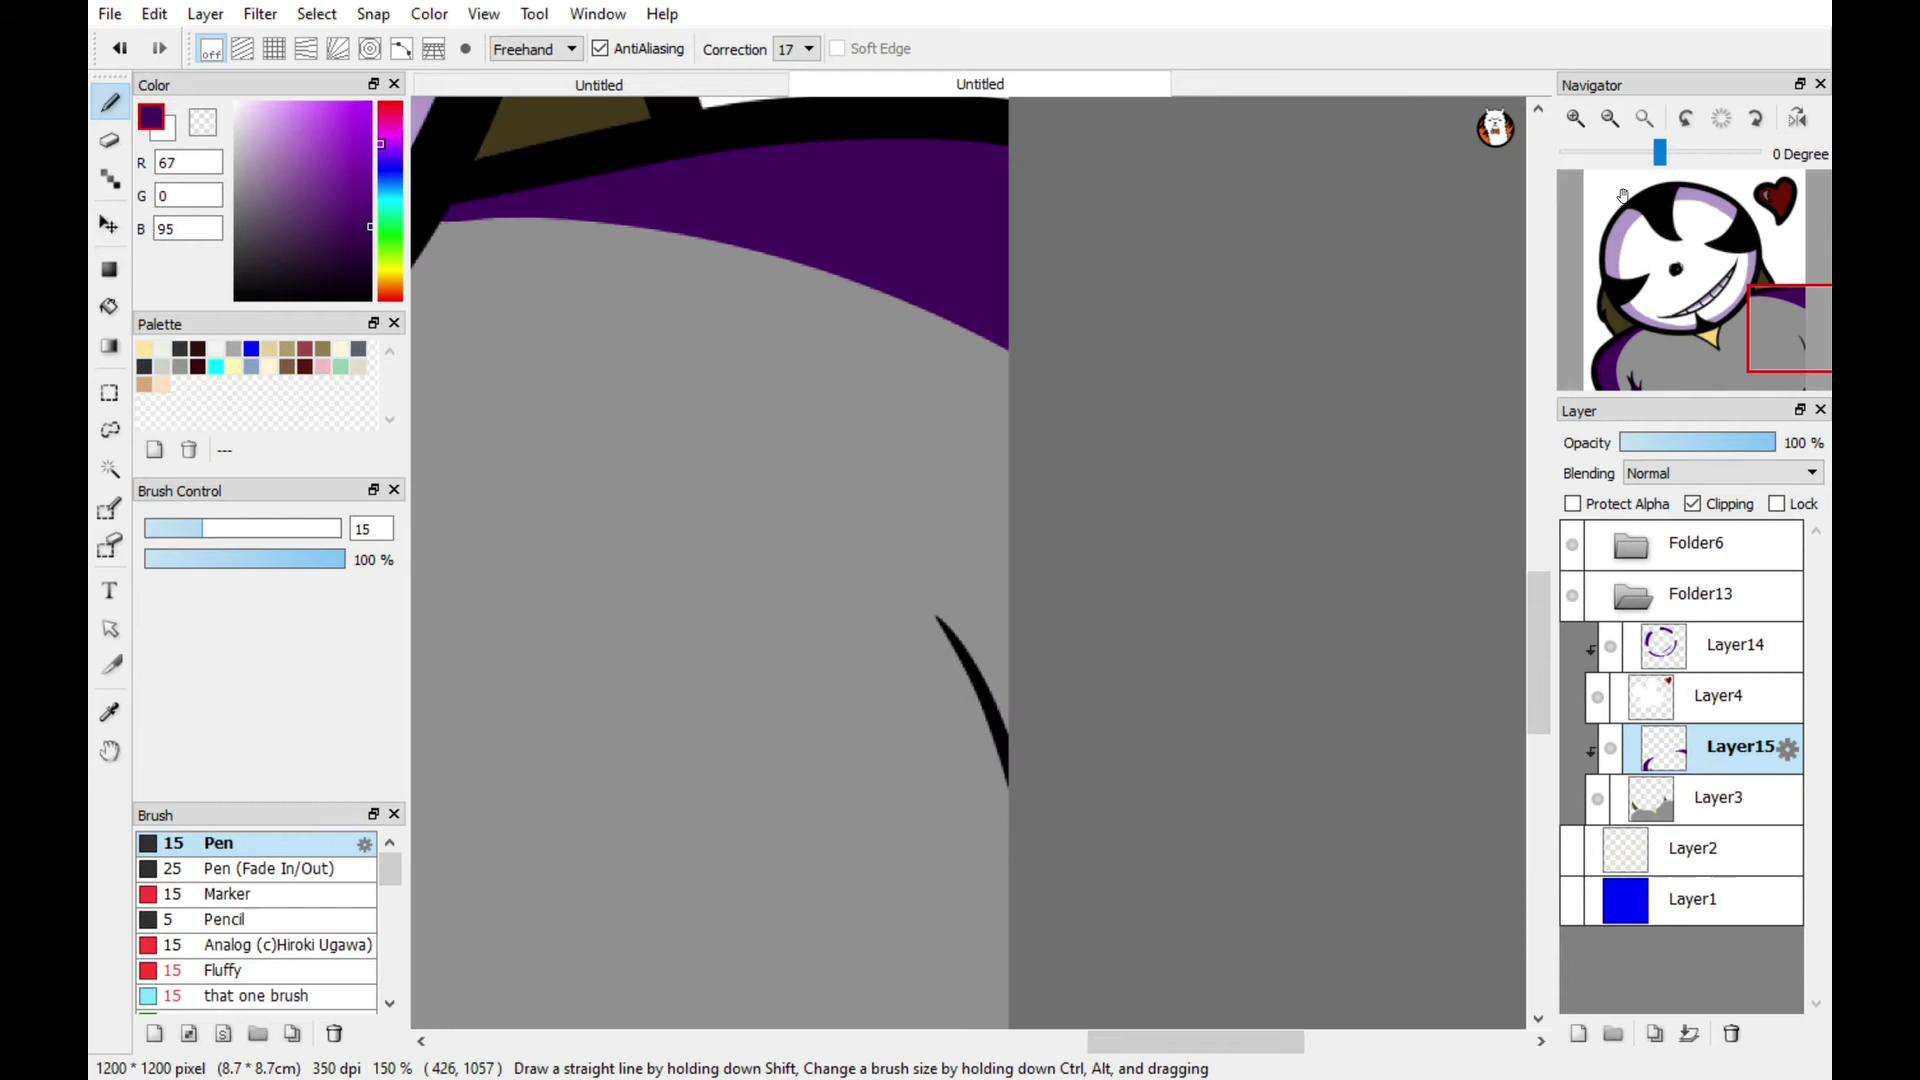 File Edit Layer Filter Select Snap Color View Tool Window Help
off Freehand AntiAliasing Correction 17 Soft Edge
Color
R 67
G 0
B 95
Palette
---
Brush Control
15
100 %
Brush
15 Pen
25 Pen (Fade In/Out)
15 Marker
5 Pencil
15 Analog (c)Hiroki Ugawa)
15 Fluffy
15 that one brush
S
Untitled Untitled
Navigator
0 Degree
Layer
Opacity 100 %
Blending Normal
Protect Alpha Clipping Lock
Folder6
Folder13
Layer14
Layer4
Layer15
Layer3
Layer2
Layer1
T
1200 * 1200 pixel (8.7 * 8.7cm) 350 dpi 150 % ( 426, 1057 ) Draw a straight line by holding down Shift, Change a brush size by holding down Ctrl, Alt, and dragging